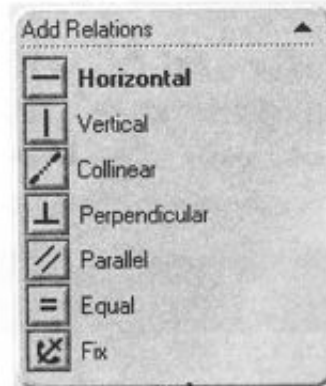 Add Relations
Horizontal
Vertical
Collinear
Perpendicular
Parallel
Equal
Fix